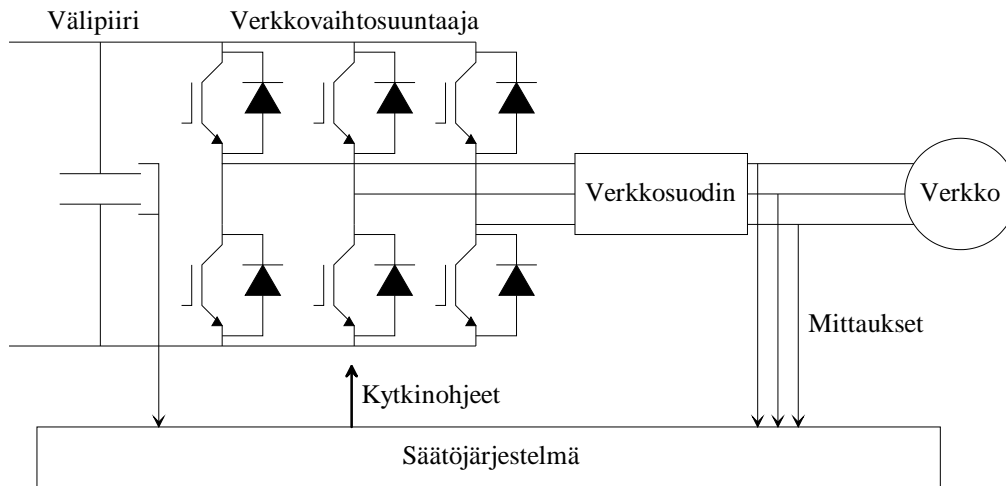 Välipiiri
Verkkovaihtosuuntaaja
Verkkosuodin
Verkko
Mittaukset
Kytkinohjeet
Säätöjärjestelmä